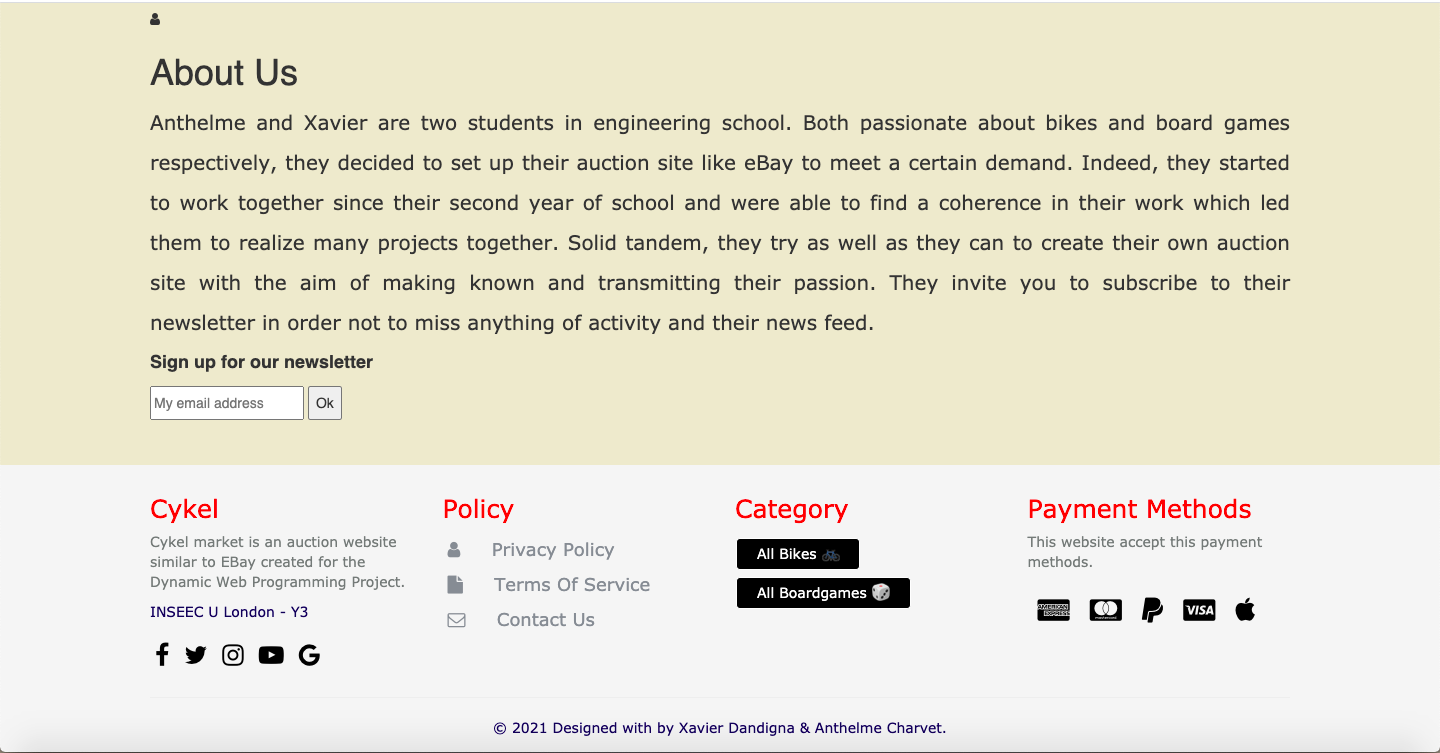 About Us
Anthelme and Xavier are two students in engineering school. Both passionate about bikes and board games
respectively, they decided to set up their auction site like eBay to meet a certain demand. Indeed, they started
to work together since their second year of school and were able to find a coherence in their work which led
them to realize many projects together. Solid tandem, they try as well as they can to create their own auction
site with the aim of making known and transmitting their passion. They invite you to subscribe to their
newsletter in order not to miss anything of activity and their news feed.
Sign up for our newsletter
My email address Ok
Cykel
Cykel market is an auction website
similar to EBay created for the
Dynamic Web Programming Project.
INSEEC U London - Y3
Policy
Privacy Policy
Terms Of Service
Contact Us
Category
All Bikes 🚲
All Boardgames 🎲
Payment Methods
This website accept this payment
methods.
AMERICAN
EXPRESS
mastercard
VISA
© 2021 Designed with by Xavier Dandigna & Anthelme Charvet.